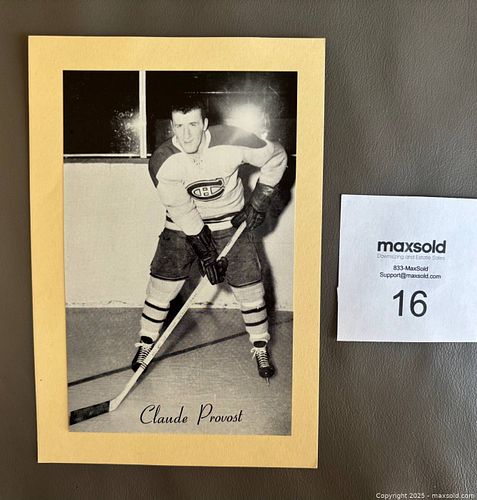 Claude Provost
maxsold
Downsizing and Estate Sales
833-MaxSold
Support@maxsold.com
16
Copyright 2025 - maxsold.com